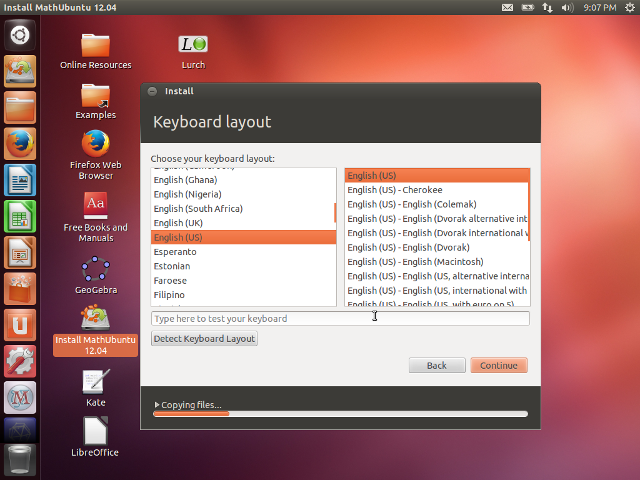 Install MathUbuntu 12.04
9:07 PM
Online Resources
Lurch
Examples
Firefox Web
Browser
Aa
Free Books and
Manuals
GeoGebra
Install MathUbuntu
12.04
Kate
LibreOffice
Install
Keyboard layout
Choose your keyboard layout:
English (Cameroon)
English (Ghana)
English (Nigeria)
English (South Africa)
English (UK)
English (US)
Esperanto
Estonian
Faroese
Filipino
English (US)
English (US) - Cherokee
English (US) - English (Colemak)
English (US) - English (Dvorak alternative int
English (US) - English (Dvorak international
English (US) - English (Dvorak)
English (US) - English (Macintosh)
English (US) - English (US, alternative interna
English (US) - English (US, international with
English (US) - English (US, with euro on 5)
Type here to test your keyboard
Detect Keyboard Layout
Back
Continue
Copying files...